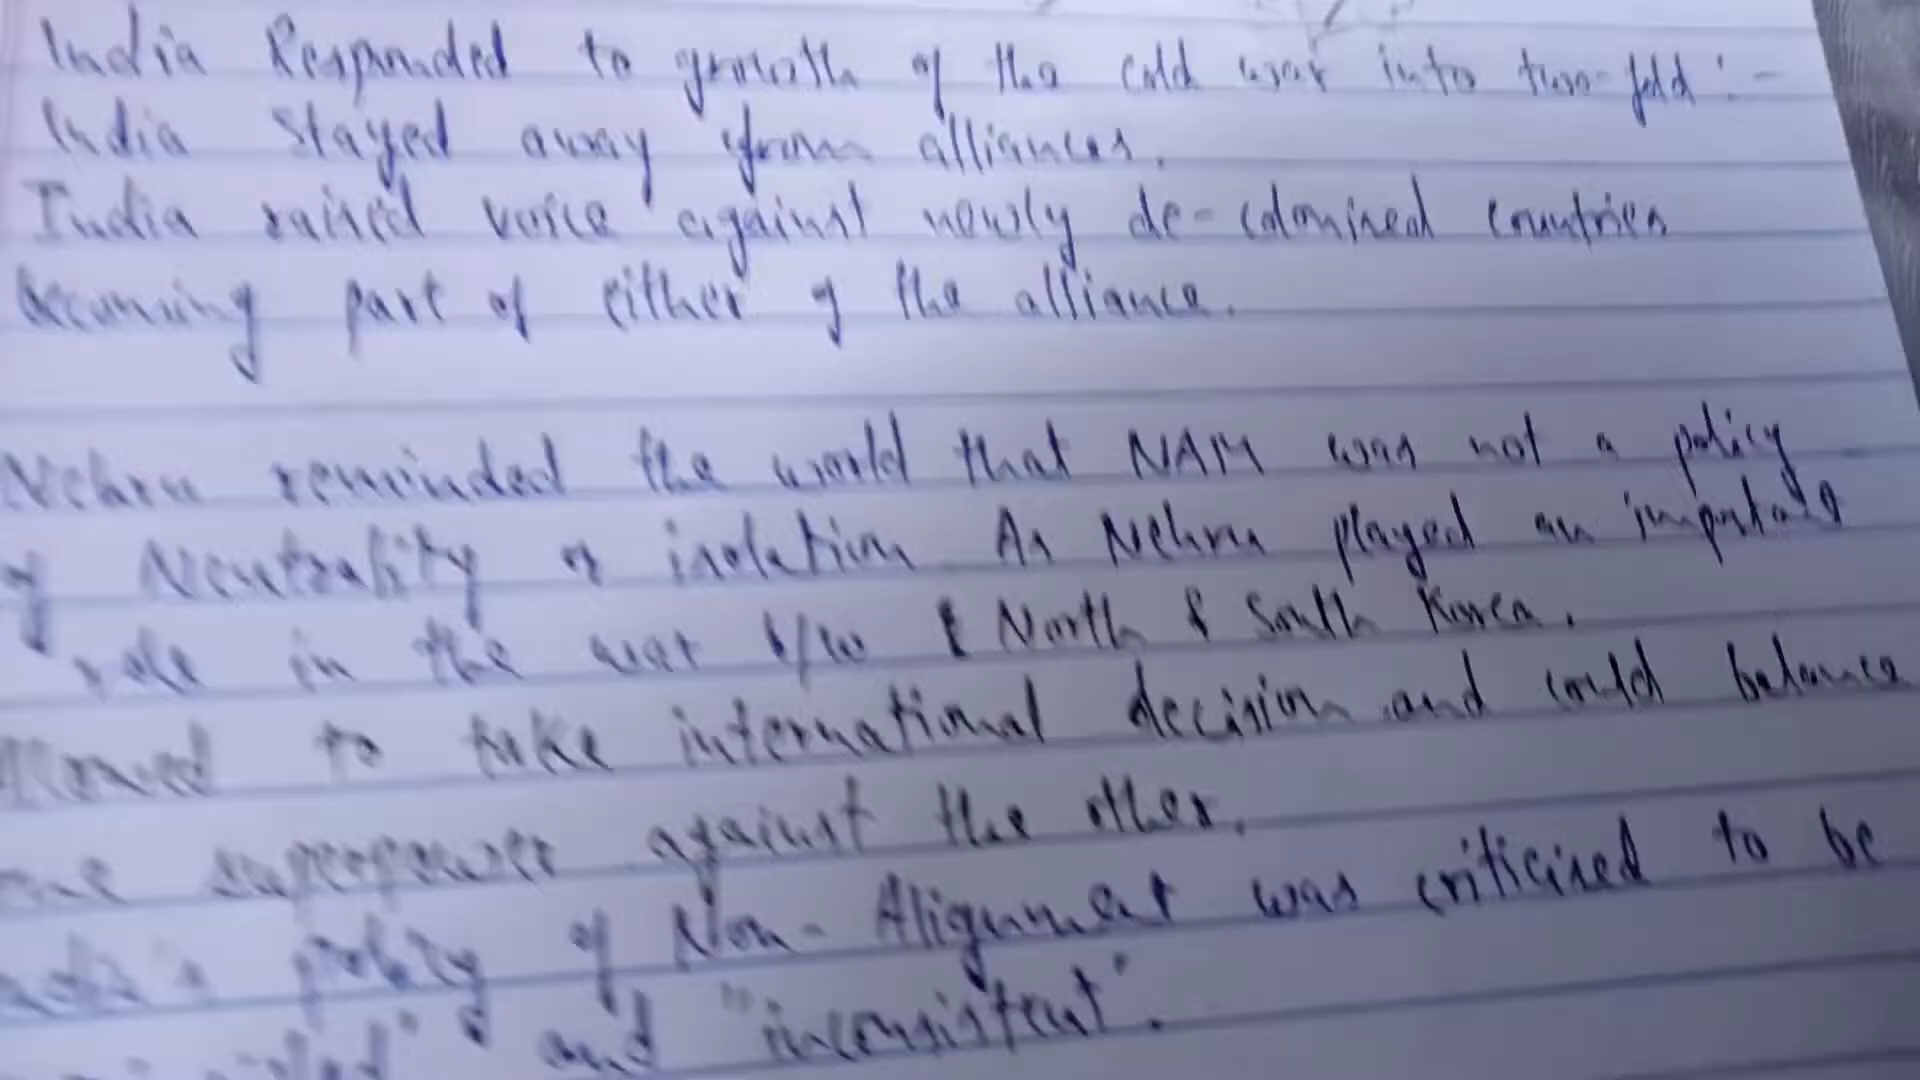 India Responded to growth of the cold war into two-fold :-
India stayed away from alliances.
India raised voice against newly de-colonised countries
becoming part of either of the alliance.
Nehru reminded the world that NAM was not a policy
of Neutrality or isolation As Nehru played an important
role in the war b/w North & South Korea.
allowed to take international decision and could balance
one superpower against the other.
policy of Non-Alignment was criticised to be
and "inconsistent".